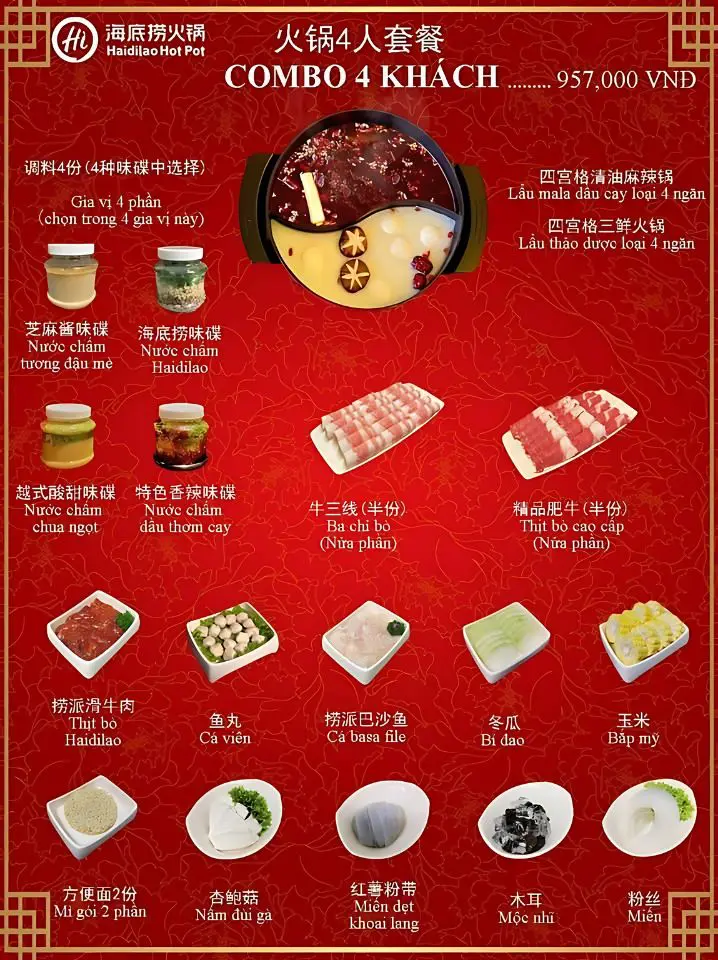 海底捞火锅
Haidilao Hot Pot
火锅4人套餐
COMBO 4 KHÁCH ......... 957,000 VNĐ
调料4份(4种味碟中选择)
Gia vị 4 phần
(chọn trong 4 gia vị này)
四宫格清油麻辣锅
Lẩu mala dầu cay loại 4 ngăn
四宫格三鲜火锅
Lẩu thảo dược loại 4 ngăn
芝麻酱味碟
Nước chấm
tương đậu mè
海底捞味碟
Nước chấm
Haidilao
越式酸甜味碟
Nước chấm
chua ngọt
特色香辣味碟
Nước chấm
dầu thơm cay
牛三线(半份)
Ba chỉ bò
(Nửa phần)
精品肥牛(半份)
Thịt bò cao cấp
(Nửa phần)
捞派滑牛肉
Thịt bò
Haidilao
鱼丸
Cá viên
捞派巴沙鱼
Cá basa file
冬瓜
Bí đao
玉米
Bắp mỹ
方便面2份
Mì gói 2 phần
杏鲍菇
Nấm đùi gà
红薯粉带
Miến dẹt
khoai lang
木耳
Mộc nhĩ
粉丝
Miến